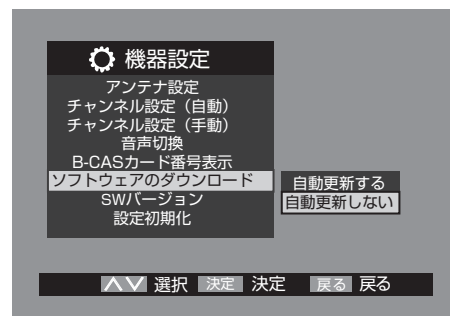 機器設定
アンテナ設定
チャンネル設定（自動）
チャンネル設定（手動）
音声切換
B-CASカード番号表示
ソフトウェアのダウンロード
自動更新する
SWバージョン
自動更新しない
設定初期化
選択 決定 決定 戻る 戻る